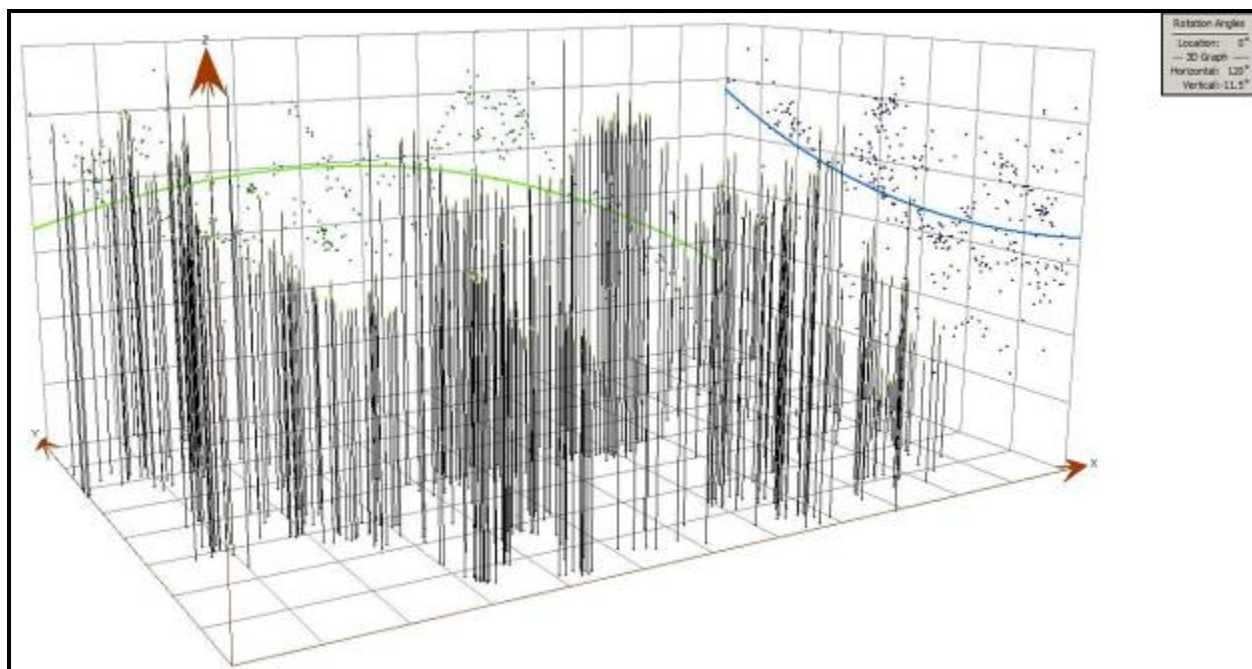 Rotation Angles
Location: 0°
— 3D Graph —
Horizontal: 120°
Vertical:-11.5°
Z
Y
X